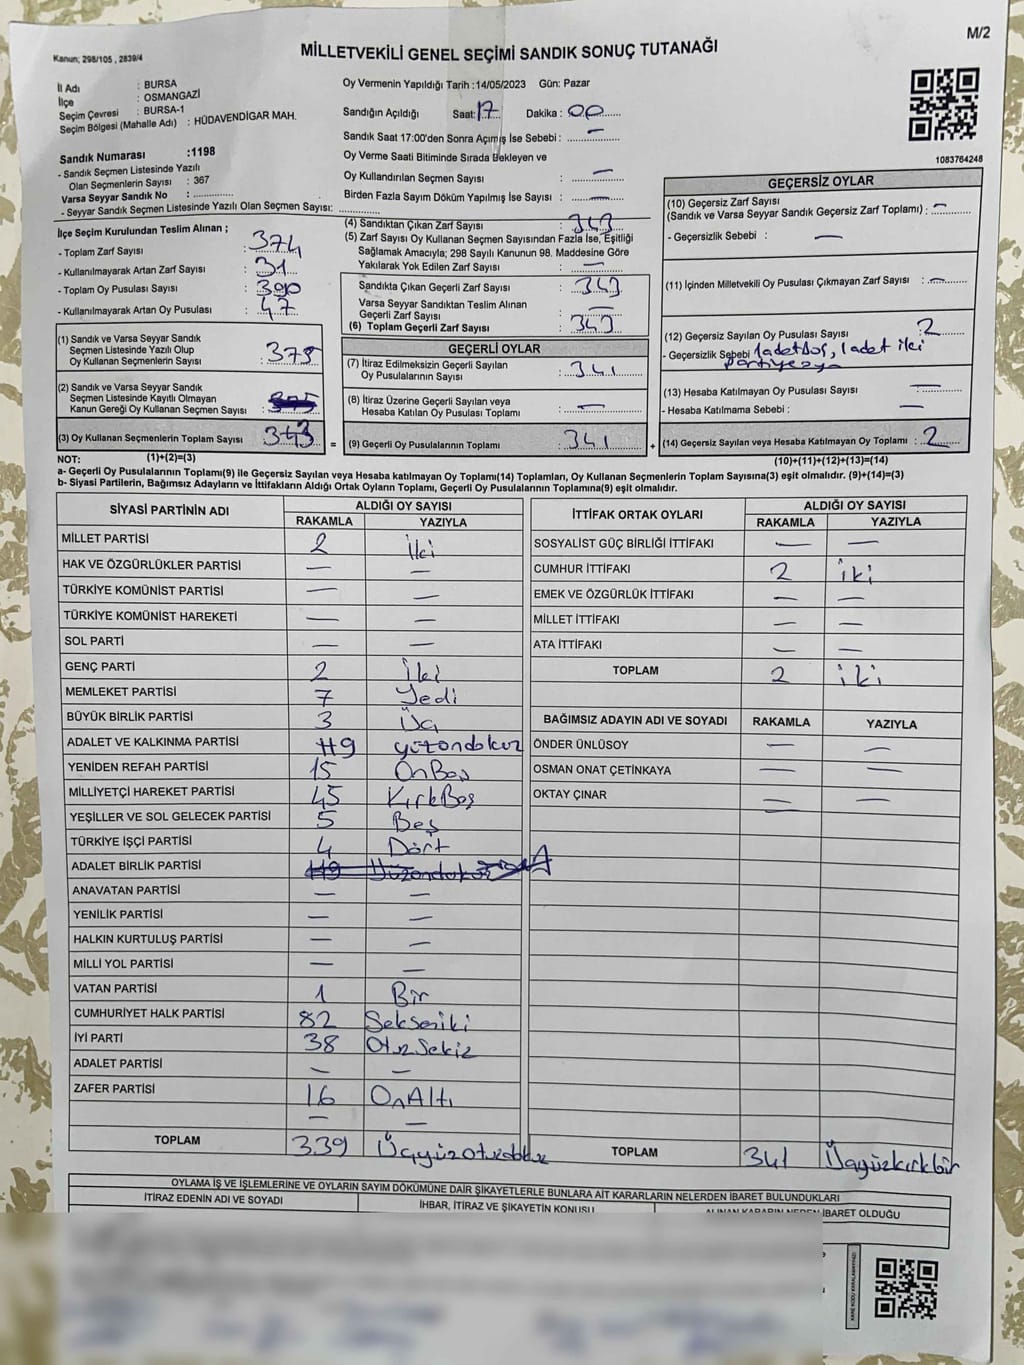 M/2
Kanun; 298/105 , 2839/4
MİLLETVEKİLİ GENEL SEÇİMİ SANDIK SONUÇ TUTANAĞI
İl Adı : BURSA
İlçe : OSMANGAZİ
Seçim Çevresi : BURSA-1
Seçim Bölgesi (Mahalle Adı) : HÜDAVENDİGAR MAH.
Sandık Numarası :1198
- Sandık Seçmen Listesinde Yazılı
Olan Seçmenlerin Sayısı : 367
Varsa Seyyar Sandık No :
- Seyyar Sandık Seçmen Listesinde Yazılı Olan Seçmen Sayısı:
Oy Vermenin Yapıldığı Tarih :14/05/2023 Gün: Pazar
Sandığın Açıldığı Saat: 17 Dakika : 00
Sandık Saat 17:00'den Sonra Açımış İse Sebebi : —
Oy Verme Saati Bitiminde Sırada Bekleyen ve
Oy Kullandırılan Seçmen Sayısı : —
Birden Fazla Sayım Döküm Yapılmış İse Sayısı : —
1083764248
İlçe Seçim Kurulundan Teslim Alınan ;
- Toplam Zarf Sayısı : 374
- Kullanılmayarak Artan Zarf Sayısı : 31
- Toplam Oy Pusulası Sayısı : 390
- Kullanılmayarak Artan Oy Pusulası : 47
(1) Sandık ve Varsa Seyyar Sandık
Seçmen Listesinde Yazılı Olup
Oy Kullanan Seçmenlerin Sayısı :
(2) Sandık ve Varsa Seyyar Sandık
Seçmen Listesinde Kayıtlı Olmayan
Kanun Gereği Oy Kullanan Seçmen Sayısı :
(3) Oy Kullanan Seçmenlerin Toplam Sayısı 343
(4) Sandıktan Çıkan Zarf Sayısı : 343
(5) Zarf Sayısı Oy Kullanan Seçmen Sayısından Fazla İse, Eşitliği
Sağlamak Amacıyla; 298 Sayılı Kanunun 98. Maddesine Göre
Yakılarak Yok Edilen Zarf Sayısı : —
Sandıkta Çıkan Geçerli Zarf Sayısı : 343
Varsa Seyyar Sandıktan Teslim Alınan
Geçerli Zarf Sayısı : —
(6) Toplam Geçerli Zarf Sayısı : 343
GEÇERLİ OYLAR
(7) İtiraz Edilmeksizin Geçerli Sayılan
Oy Pusulalarının Sayısı : 341
(8) İtiraz Üzerine Geçerli Sayılan veya
Hesaba Katılan Oy Pusulası Toplamı : —
= (9) Geçerli Oy Pusulalarının Toplamı : 341
GEÇERSİZ OYLAR
(10) Geçersiz Zarf Sayısı
(Sandık ve Varsa Seyyar Sandık Geçersiz Zarf Toplamı) : —
- Geçersizlik Sebebi : —
(11) İçinden Milletvekili Oy Pusulası Çıkmayan Zarf Sayısı : —
(12) Geçersiz Sayılan Oy Pusulası Sayısı : 2
- Geçersizlik Sebebi 1adet Boş, 1adet iki
partiye oy
(13) Hesaba Katılmayan Oy Pusulası Sayısı : —
- Hesaba Katılmama Sebebi : —
+ (14) Geçersiz Sayılan veya Hesaba Katılmayan Oy Toplamı : 2
NOT: (1)+(2)=(3)
(10)+(11)+(12)+(13)=(14)
a- Geçerli Oy Pusulalarının Toplamı(9) ile Geçersiz Sayılan veya Hesaba katılmayan Oy Toplamı(14) Toplamları, Oy Kullanan Seçmenlerin Toplam Sayısına(3) eşit olmalıdır. (9)+(14)=(3)
b- Siyasi Partilerin, Bağımsız Adayların ve İttifakların Aldığı Ortak Oyların Toplamı, Geçerli Oy Pusulalarının Toplamına(9) eşit olmalıdır.
SİYASİ PARTİNİN ADI ALDIĞI OY SAYISI
RAKAMLA YAZIYLA
MİLLET PARTİSİ 2 İki
HAK VE ÖZGÜRLÜKLER PARTİSİ — —
TÜRKİYE KOMÜNİST PARTİSİ — —
TÜRKİYE KOMÜNİST HAREKETİ — —
SOL PARTİ — —
GENÇ PARTİ 2 İki
MEMLEKET PARTİSİ 7 Yedi
BÜYÜK BİRLİK PARTİSİ 3 Üç
ADALET VE KALKINMA PARTİSİ 119 yüzondokuz
YENİDEN REFAH PARTİSİ 15 OnBeş
MİLLİYETÇİ HAREKET PARTİSİ 45 KırkBeş
YEŞİLLER VE SOL GELECEK PARTİSİ 5 Beş
TÜRKİYE İŞÇİ PARTİSİ 4 Dört
ADALET BİRLİK PARTİSİ 119 Yüzondokuz
ANAVATAN PARTİSİ — —
YENİLİK PARTİSİ — —
HALKIN KURTULUŞ PARTİSİ — —
MİLLİ YOL PARTİSİ — —
VATAN PARTİSİ 1 Bir
CUMHURİYET HALK PARTİSİ 82 Sekseniki
İYİ PARTİ 38 OtuzSekiz
ADALET PARTİSİ — —
ZAFER PARTİSİ 16 OnAltı
— —
TOPLAM 339 Üçyüzotuzdokuz
İTTİFAK ORTAK OYLARI ALDIĞI OY SAYISI
RAKAMLA YAZIYLA
SOSYALİST GÜÇ BİRLİĞİ İTTİFAKI — —
CUMHUR İTTİFAKI 2 iki
EMEK VE ÖZGÜRLÜK İTTİFAKI — —
MİLLET İTTİFAKI — —
ATA İTTİFAKI — —
TOPLAM 2 iki
BAĞIMSIZ ADAYIN ADI VE SOYADI RAKAMLA YAZIYLA
ÖNDER ÜNLÜSOY — —
OSMAN ONAT ÇETİNKAYA — —
OKTAY ÇINAR — —
TOPLAM 341 Üçyüzkırkbir
OYLAMA İŞ VE İŞLEMLERİNE VE OYLARIN SAYIM DÖKÜMÜNE DAİR ŞİKAYETLERLE BUNLARA AİT KARARLARIN NELERDEN İBARET BULUNDUKLARI
İTİRAZ EDENİN ADI VE SOYADI İHBAR, İTİRAZ VE ŞİKAYETİN KONUSU ALINAN KARARIN NEDEN İBARET OLDUĞU